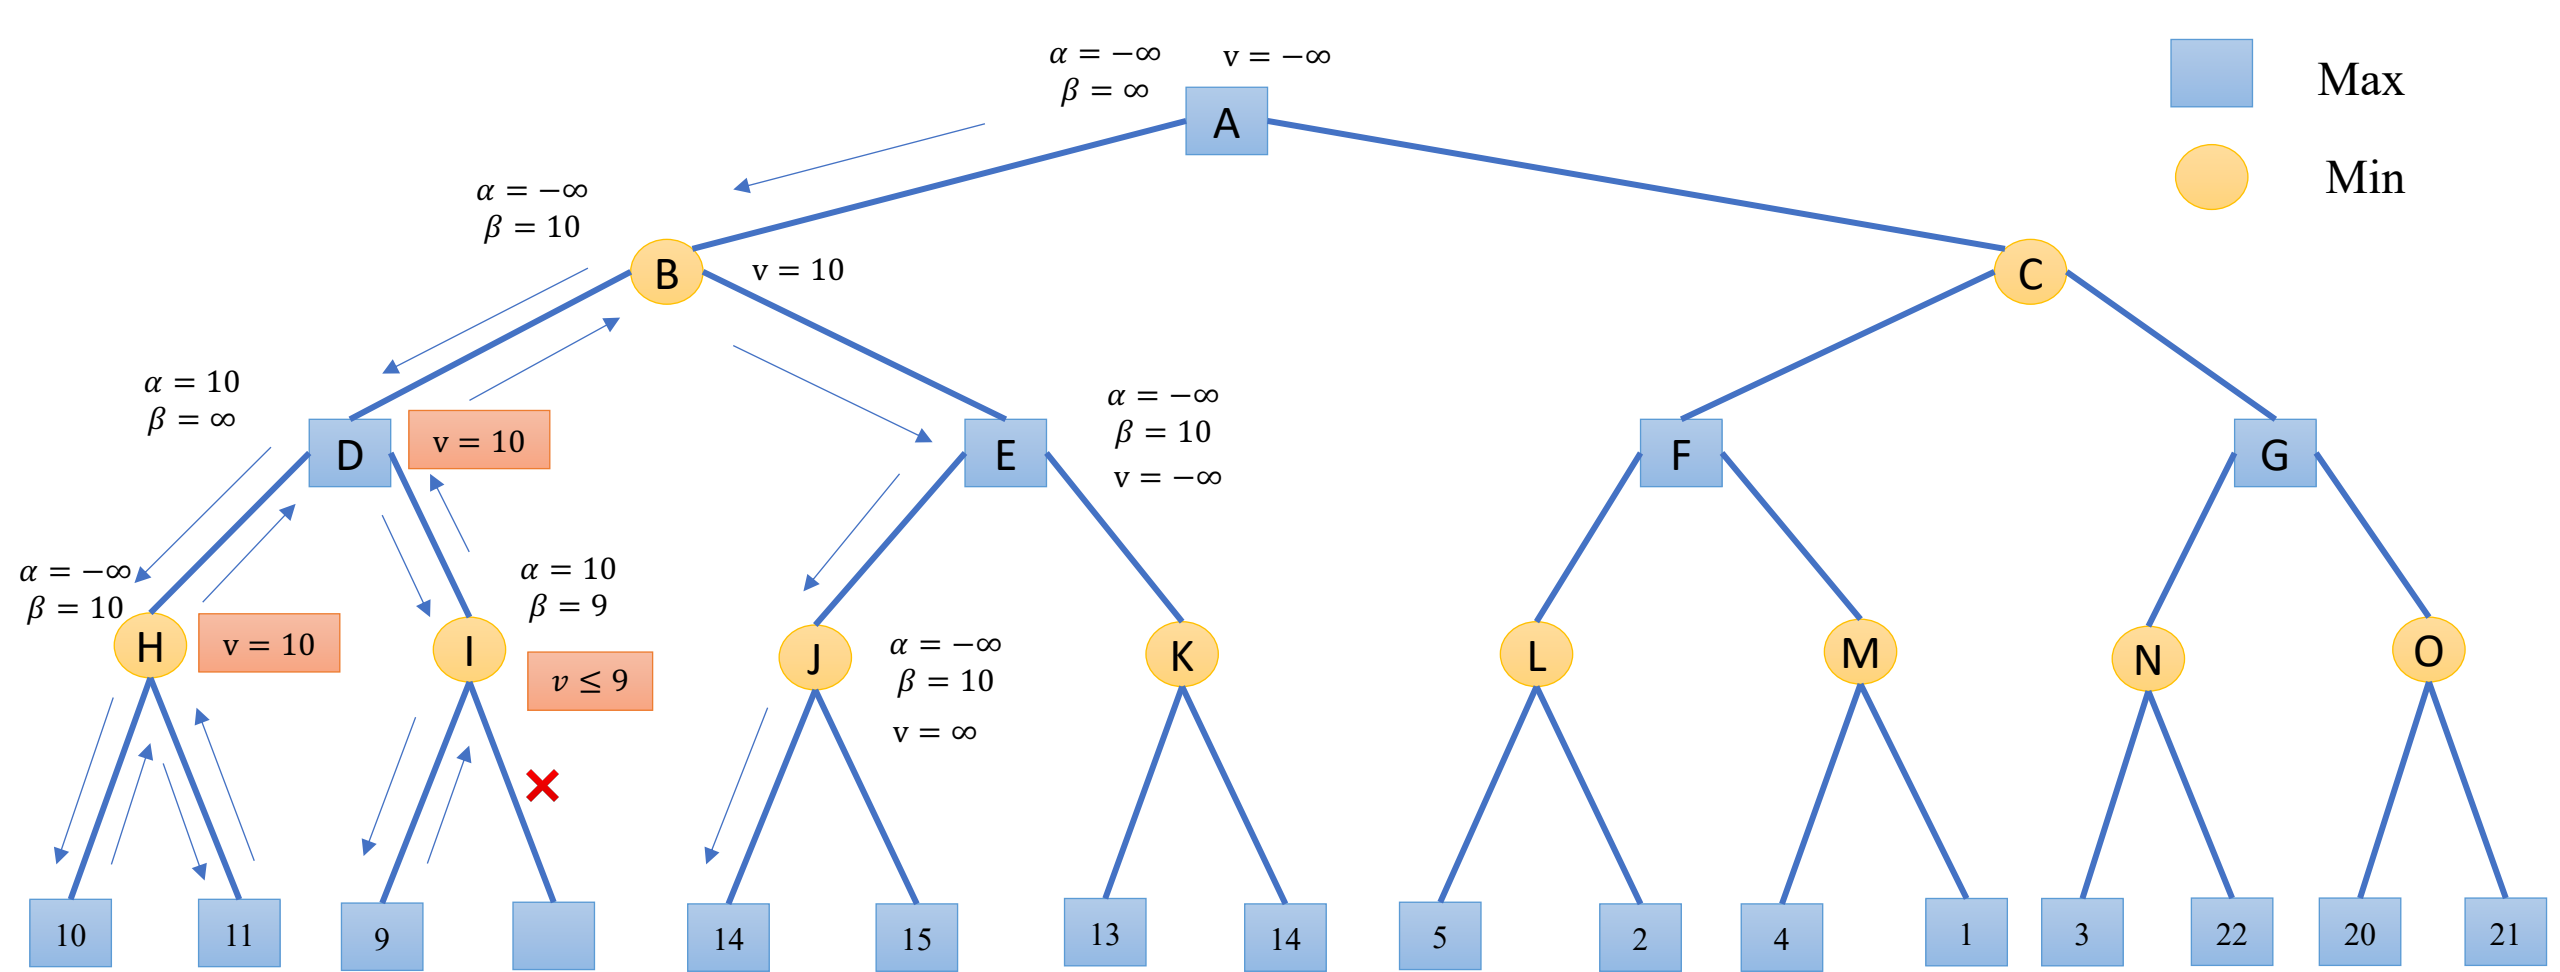 α = −∞
v = −∞
β = ∞
A
Max
Min
α = −∞
β = 10
B
v = 10
C
α = 10
β = ∞
D
v = 10
E
α = −∞
β = 10
v = −∞
F
G
α = −∞
β = 10
H
v = 10
α = 10
β = 9
I
v ≤ 9
J
α = −∞
β = 10
v = ∞
K
L
M
N
O
10
11
9
14
15
13
14
5
2
4
1
3
22
20
21